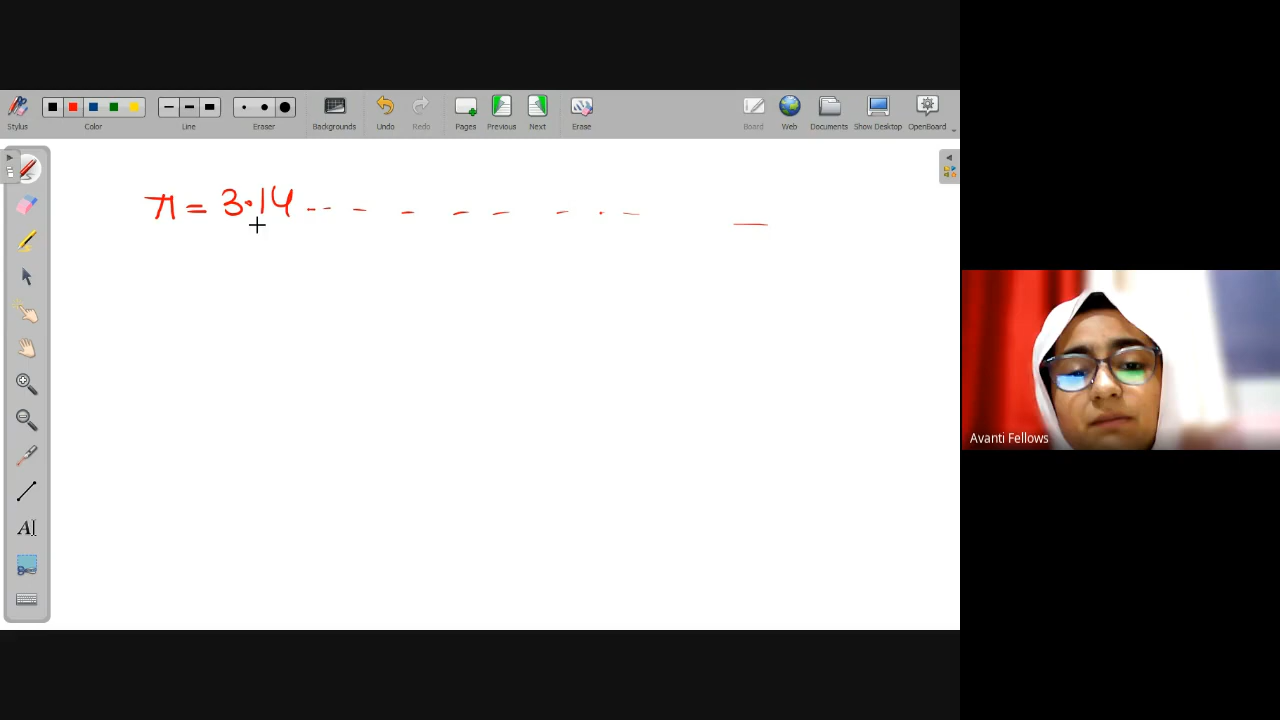 Stylus
Color
Line
Eraser
Backgrounds
Undo
Redo
Pages
Previous
Next
Erase
Board
Web
Documents
Show Desktop
OpenBoard
π = 3.14 -- - - - - - - -
Avanti Fellows